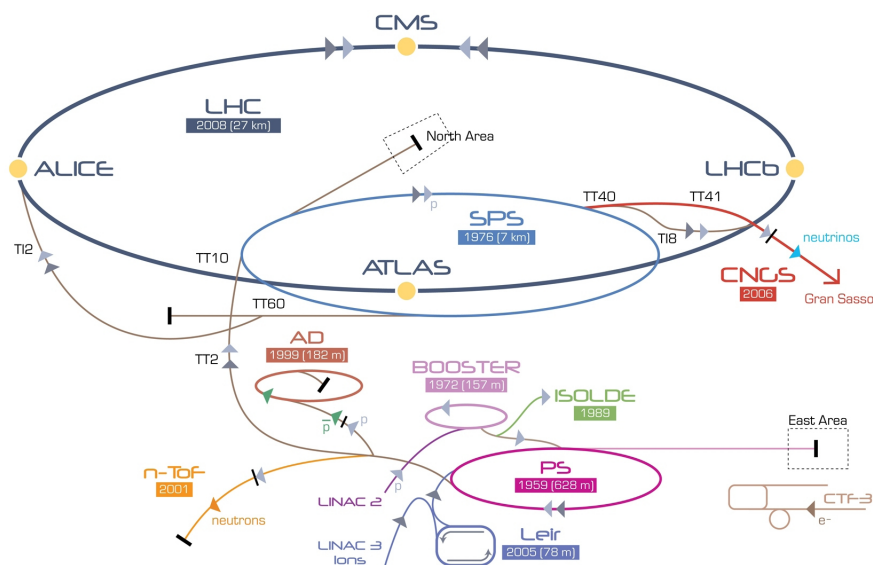 CMS
LHC
2008 (27 km)
North Area
ALICE
LHCb
p
TT40
TT41
SPS
1976 (7 km)
TI8
neutrinos
TI2
TT10
ATLAS
CNGS
2006
Gran Sasso
TT60
AD
1999 (182 m)
TT2
BOOSTER
1972 (157 m)
ISOLDE
1989
p
p̅
East Area
n-ToF
2001
p
PS
1959 (628 m)
LINAC 2
CTF-3
e-
neutrons
LINAC 3
Ions
Leir
2005 (78 m)